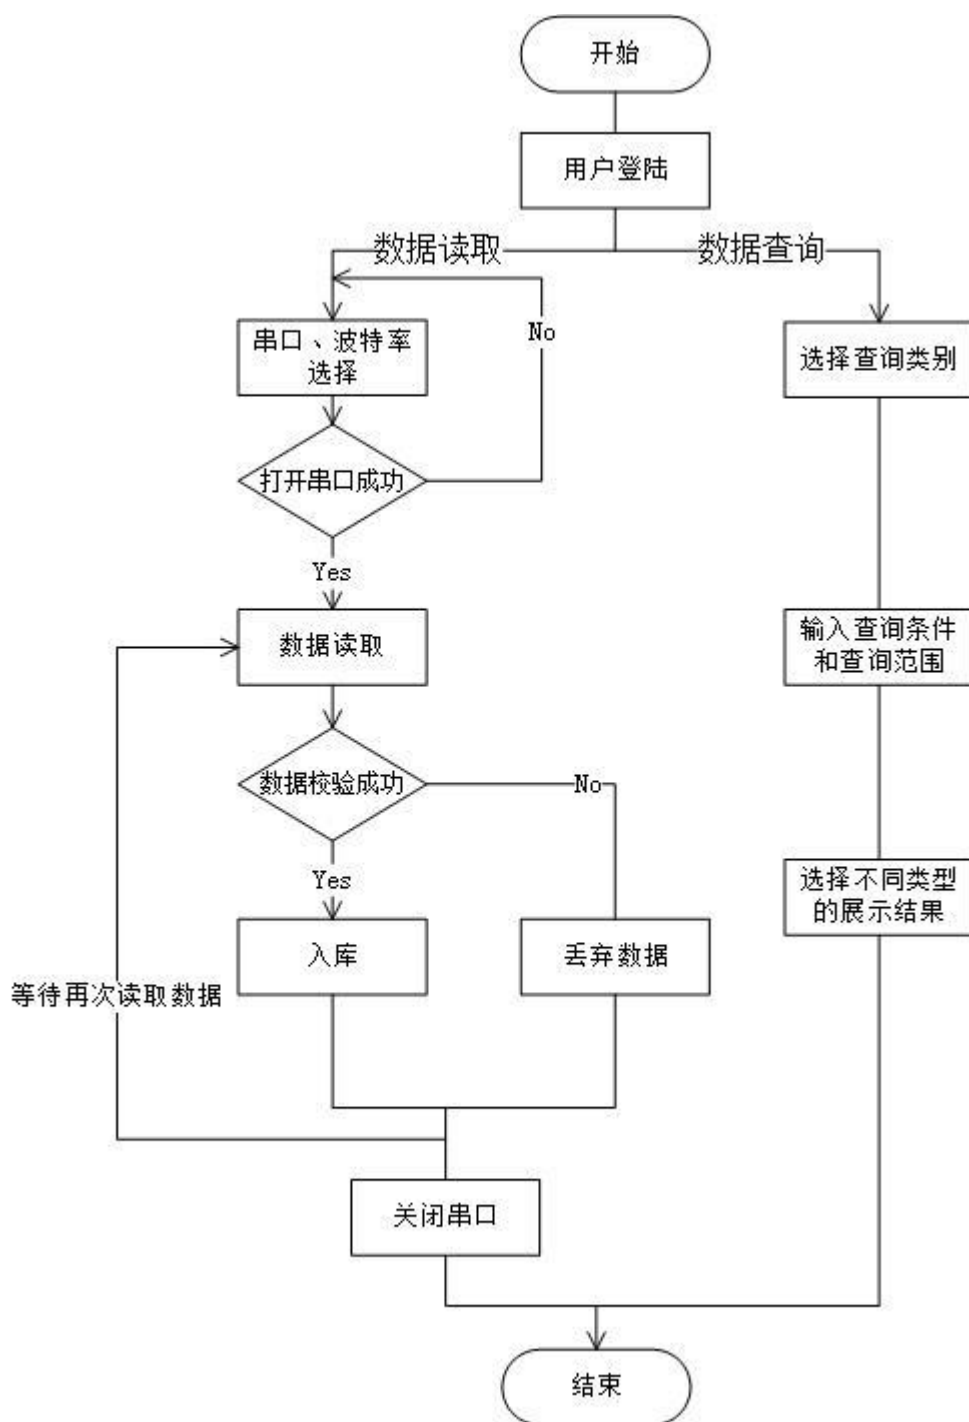 开始
用户登陆
数据读取
数据查询
No
串口、波特率
选择
选择查询类别
打开串口成功
Yes
数据读取
输入查询条件
和查询范围
数据校验成功
No
Yes
选择不同类型
的展示结果
入库
丢弃数据
等待再次读取数据
关闭串口
结束